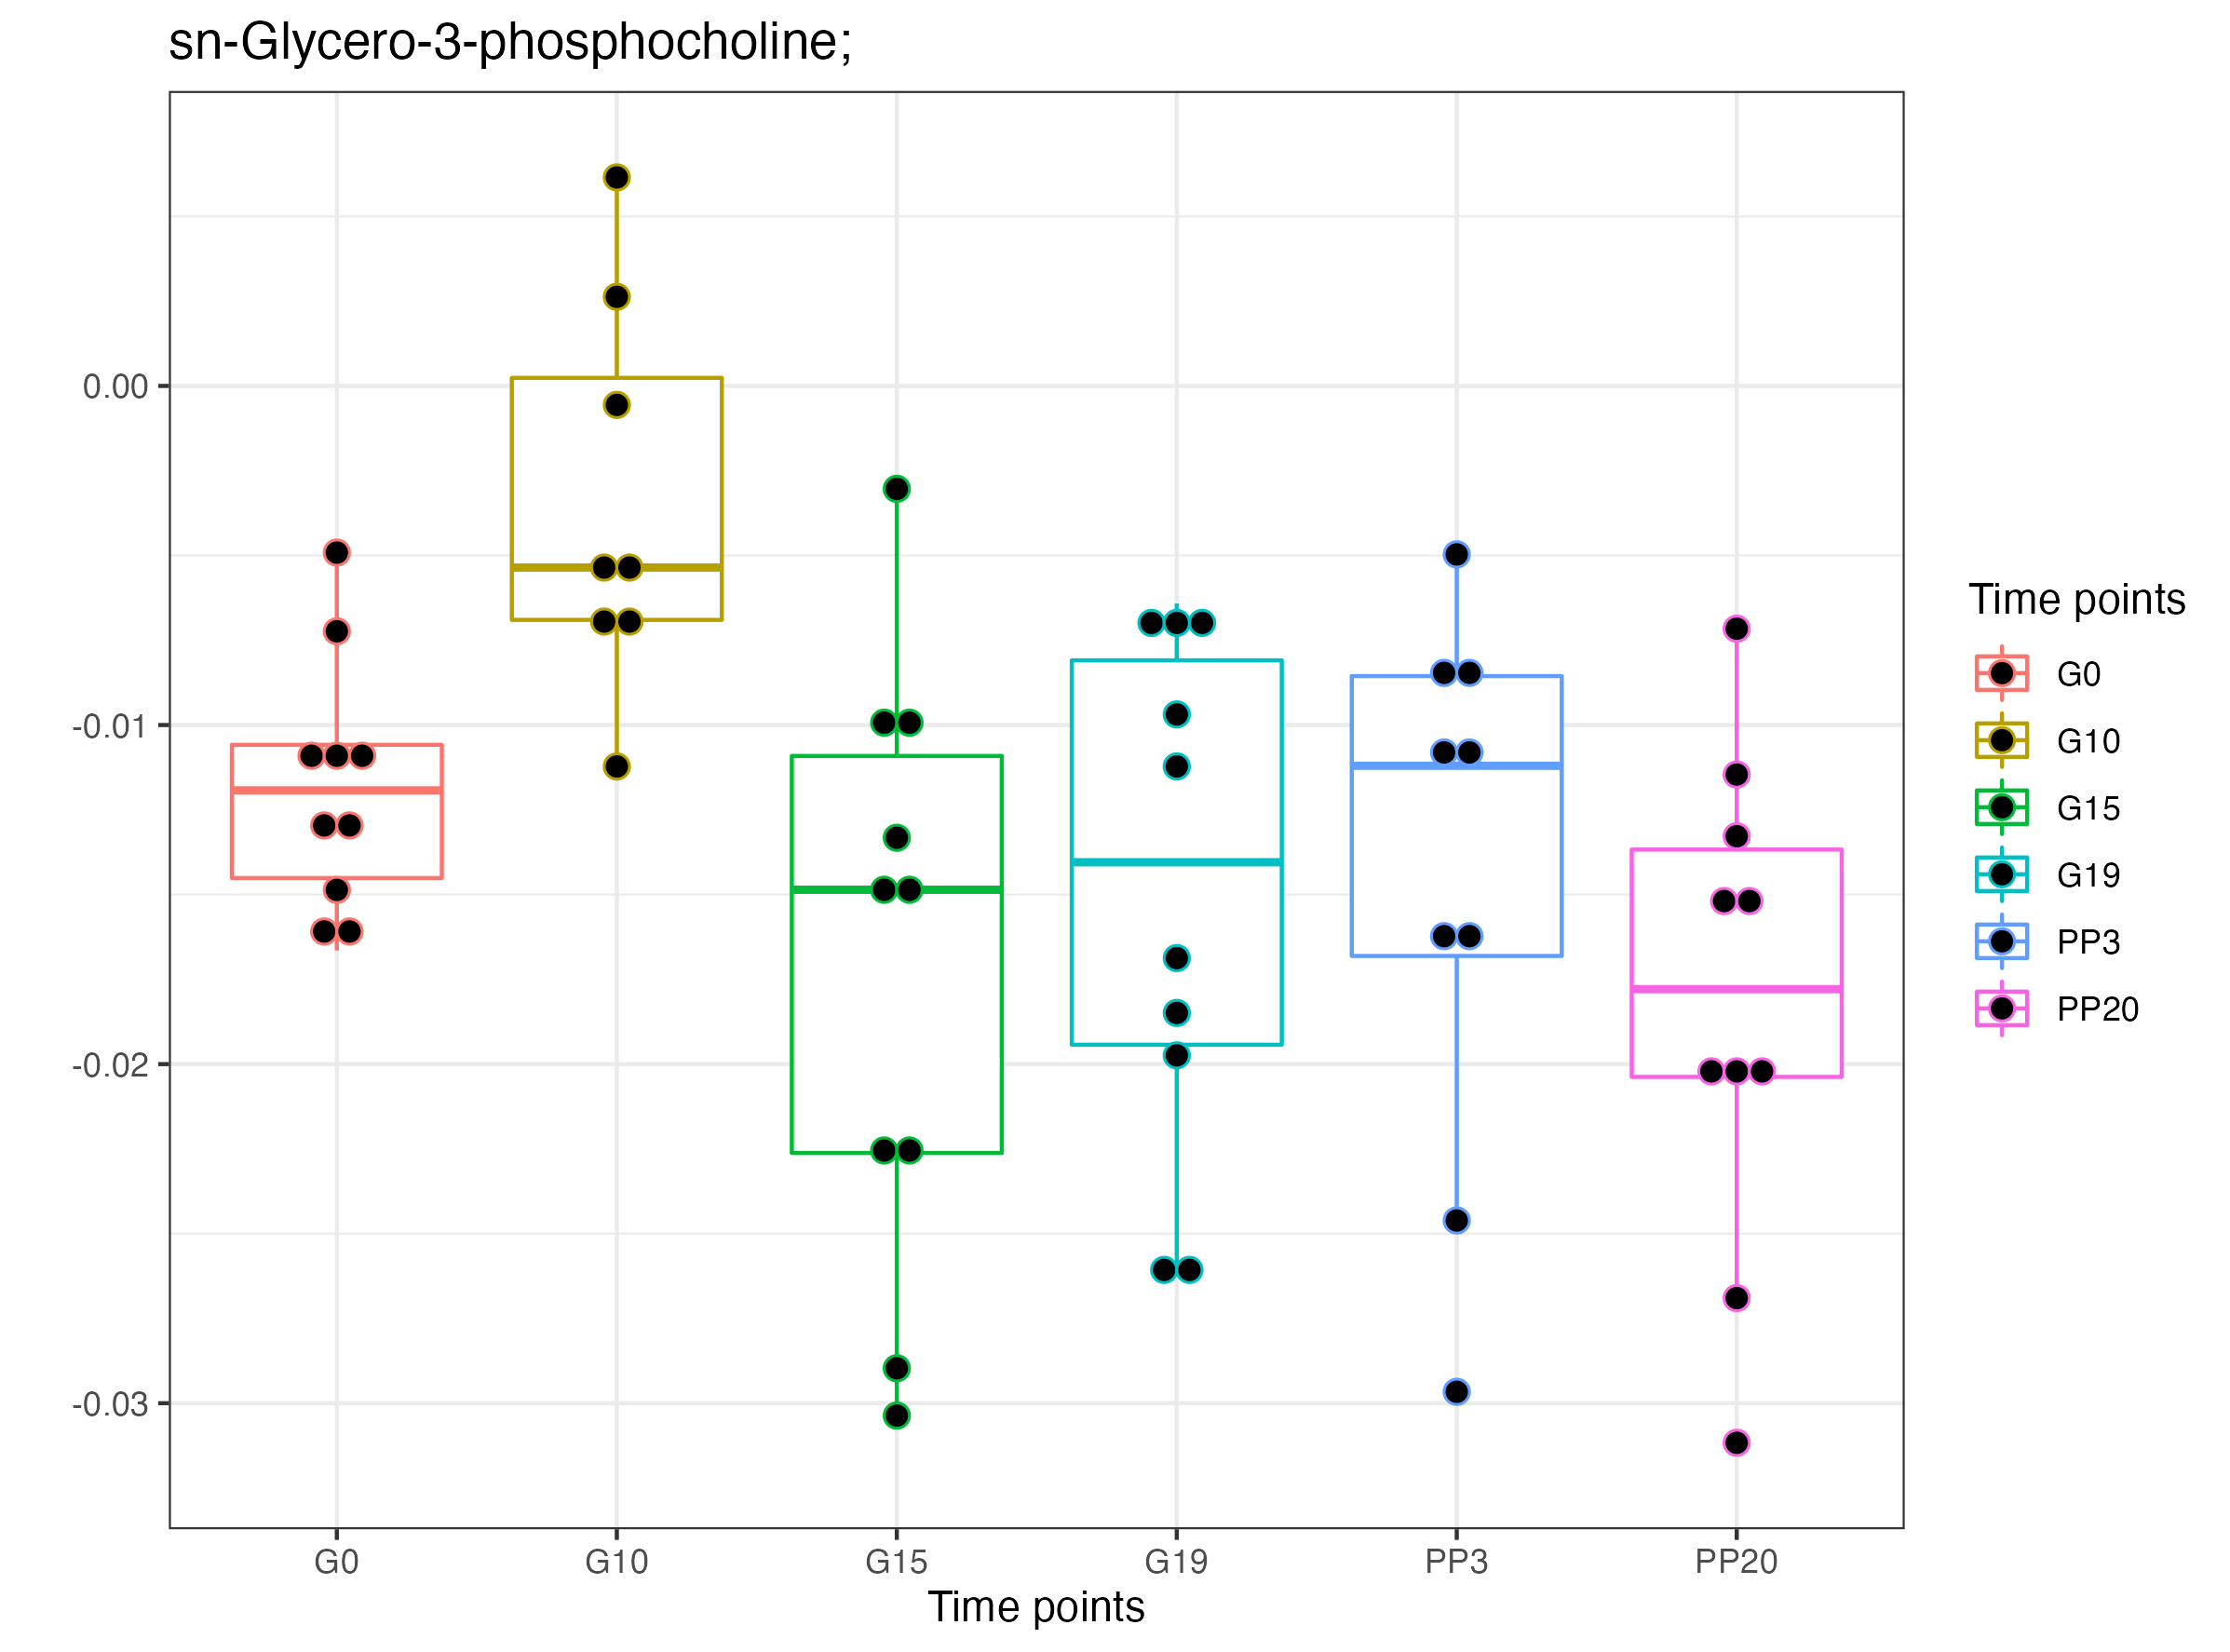 sn-Glycero-3-phosphocholine;
0.00
-0.01
-0.02
-0.03
G0 G10 G15 G19 PP3 PP20
Time points
Time points
G0
G10
G15
G19
PP3
PP20